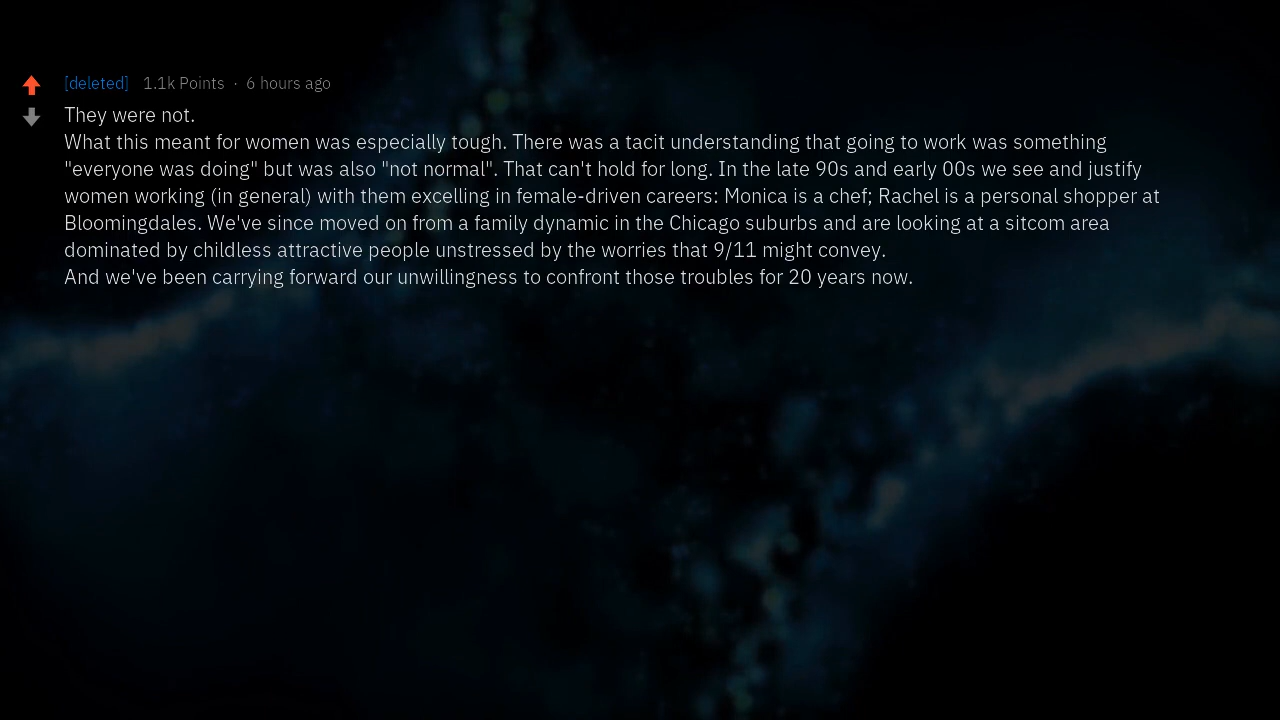 [deleted] 1.1k Points · 6 hours ago
They were not.
What this meant for women was especially tough. There was a tacit understanding that going to work was something
"everyone was doing" but was also "not normal". That can't hold for long. In the late 90s and early 00s we see and justify
women working (in general) with them excelling in female-driven careers: Monica is a chef; Rachel is a personal shopper at
Bloomingdales. We've since moved on from a family dynamic in the Chicago suburbs and are looking at a sitcom area
dominated by childless attractive people unstressed by the worries that 9/11 might convey.
And we've been carrying forward our unwillingness to confront those troubles for 20 years now.